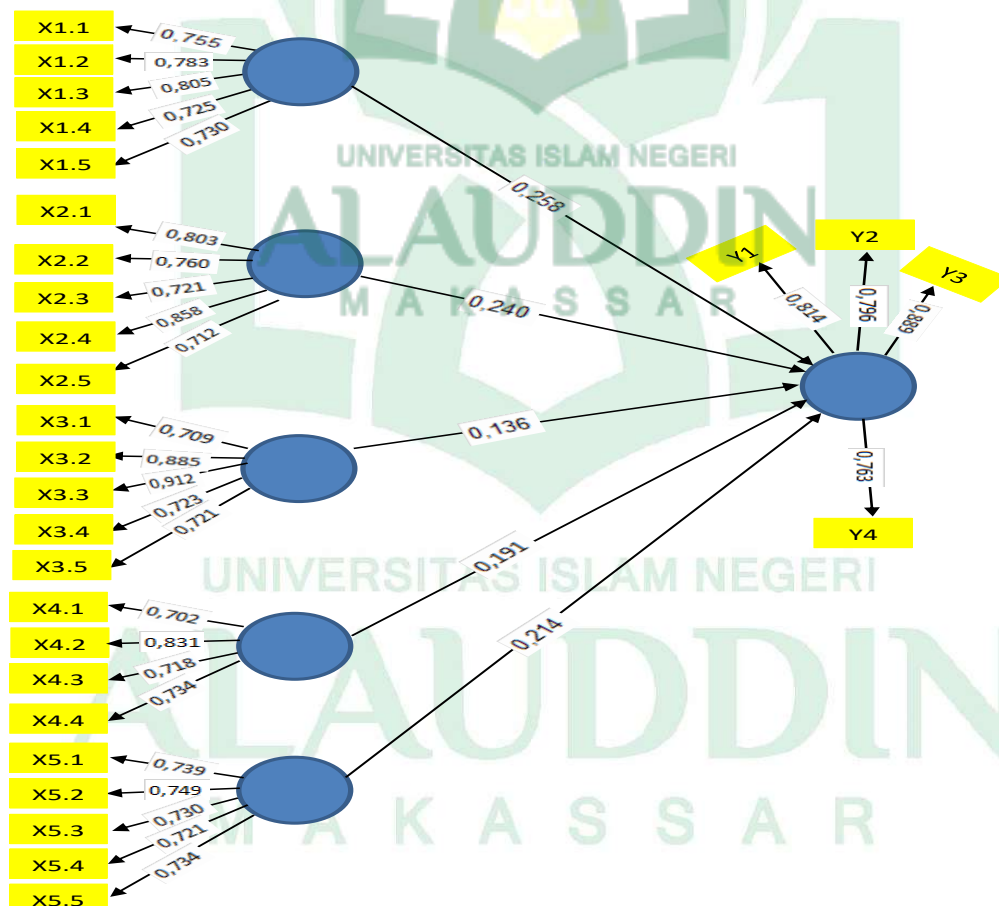 X1.1
0.755
X1.2
0,783
X1.3
0,805
X1.4
0,725
X1.5
0,730
UNIVERSITAS ISLAM NEGERI
ALAUDDIN
MAKASSAR
0,258
X2.1
0,803
X2.2
0,760
X2.3
0,721
X2.4
0,858
X2.5
0,712
0,240
Y1
Y2
Y3
0,814
0,796
0,889
X3.1
0,709
X3.2
0,885
X3.3
0,912
X3.4
0,723
X3.5
0,721
0,136
0,763
Y4
0,191
UNIVERSITAS ISLAM NEGERI
ALAUDDIN
MAKASSAR
X4.1
0,702
X4.2
0,831
X4.3
0,718
X4.4
0,734
0,214
X5.1
0,739
X5.2
0,749
X5.3
0,730
X5.4
0,721
X5.5
0,734